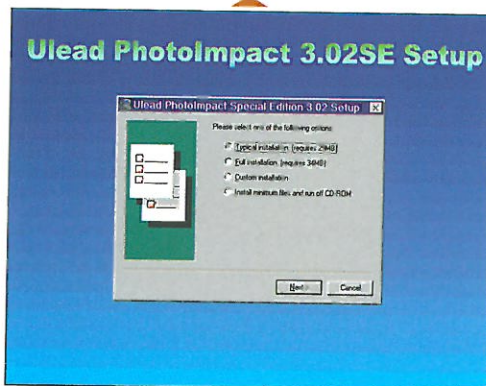 Ulead PhotoImpact 3.02SE Setup
Ulead PhotoImpact Special Edition 3.02 Setup
Please select one of the following options:
Typical installation (requires 29MB)
Full installation (requires 34MB)
Custom installation
Install minimum files and run off CD-ROM
Next >
Cancel